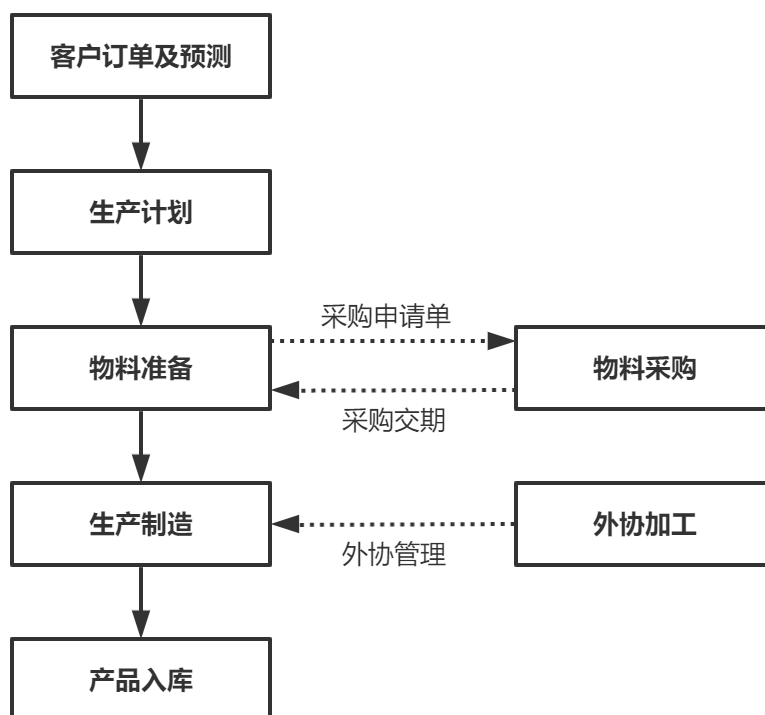 客户订单及预测
生产计划
采购申请单
物料准备
物料采购
采购交期
生产制造
外协加工
外协管理
产品入库